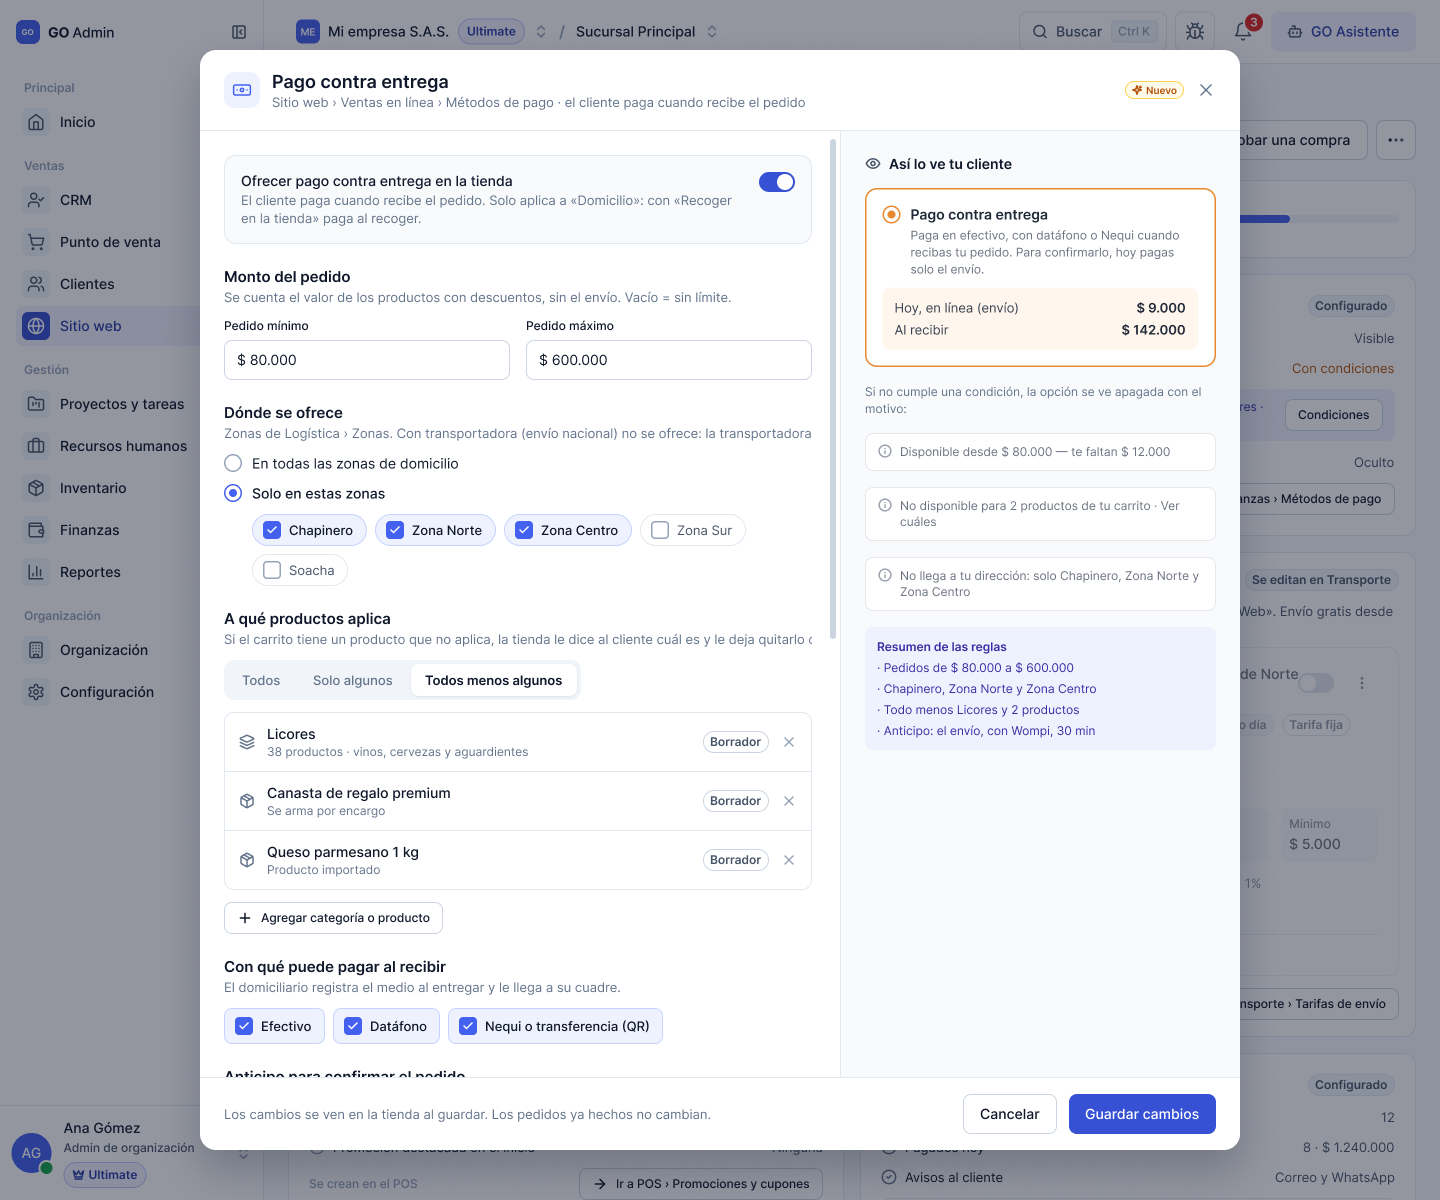 GO
GO Admin
ME
Mi empresa S.A.S.
Ultimate
/
Sucursal Principal
Buscar
Ctrl K
3
GO Asistente
Principal
Inicio
Ventas
CRM
Punto de venta
Clientes
Sitio web
Gestión
Proyectos y tareas
Recursos humanos
Inventario
Finanzas
Reportes
Organización
Organización
Configuración
AG
Ana Gómez
Admin de organización
Ultimate
Pago contra entrega
Sitio web › Ventas en línea › Métodos de pago · el cliente paga cuando recibe el pedido
Nuevo
Ofrecer pago contra entrega en la tienda
El cliente paga cuando recibe el pedido. Solo aplica a «Domicilio»: con «Recoger
en la tienda» paga al recoger.
Monto del pedido
Se cuenta el valor de los productos con descuentos, sin el envío. Vacío = sin límite.
Pedido mínimo
Pedido máximo
$ 80.000
$ 600.000
Dónde se ofrece
Zonas de Logística › Zonas. Con transportadora (envío nacional) no se ofrece: la transportadora
En todas las zonas de domicilio
Solo en estas zonas
Chapinero
Zona Norte
Zona Centro
Zona Sur
Soacha
A qué productos aplica
Si el carrito tiene un producto que no aplica, la tienda le dice al cliente cuál es y le deja quitarlo
Todos
Solo algunos
Todos menos algunos
Licores
38 productos · vinos, cervezas y aguardientes
Borrador
Canasta de regalo premium
Se arma por encargo
Borrador
Queso parmesano 1 kg
Producto importado
Borrador
Agregar categoría o producto
Con qué puede pagar al recibir
El domiciliario registra el medio al entregar y le llega a su cuadre.
Efectivo
Datáfono
Nequi o transferencia (QR)
Anticipo para confirmar el pedido
Así lo ve tu cliente
Pago contra entrega
Paga en efectivo, con datáfono o Nequi cuando
recibas tu pedido. Para confirmarlo, hoy pagas
solo el envío.
Hoy, en línea (envío)
$ 9.000
Al recibir
$ 142.000
Si no cumple una condición, la opción se ve apagada con el
motivo:
Disponible desde $ 80.000 — te faltan $ 12.000
No disponible para 2 productos de tu carrito · Ver
cuáles
No llega a tu dirección: solo Chapinero, Zona Norte y
Zona Centro
Resumen de las reglas
· Pedidos de $ 80.000 a $ 600.000
· Chapinero, Zona Norte y Zona Centro
· Todo menos Licores y 2 productos
· Anticipo: el envío, con Wompi, 30 min
Los cambios se ven en la tienda al guardar. Los pedidos ya hechos no cambian.
Cancelar
Guardar cambios
obar una compra
Configurado
Visible
Con condiciones
res ·
Condiciones
Oculto
nzas › Métodos de pago
Se editan en Transporte
Web». Envío gratis desde
de Norte
o día
Tarifa fija
Mínimo
$ 5.000
1%
nsporte › Tarifas de envío
Configurado
12
8 · $ 1.240.000
Avisos al cliente
Correo y WhatsApp
Se crean en el POS
Ir a POS › Promociones y cupones